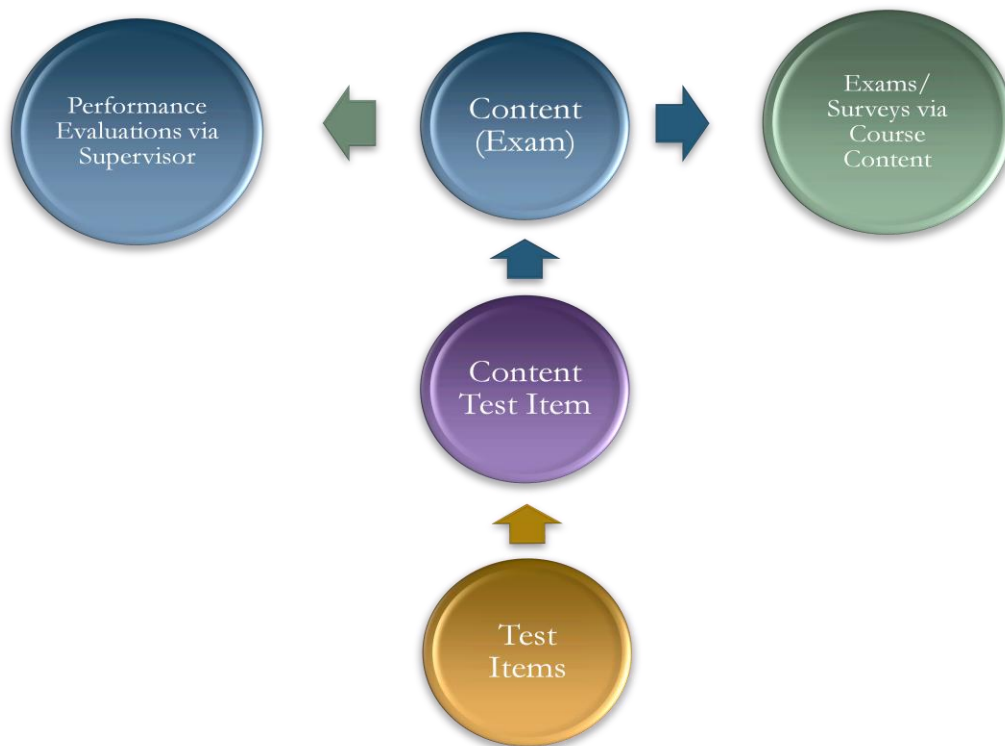 Performance
Evaluations via
Supervisor
Content
(Exam)
Exams/
Surveys via
Course
Content
Content
Test Item
Test
Items